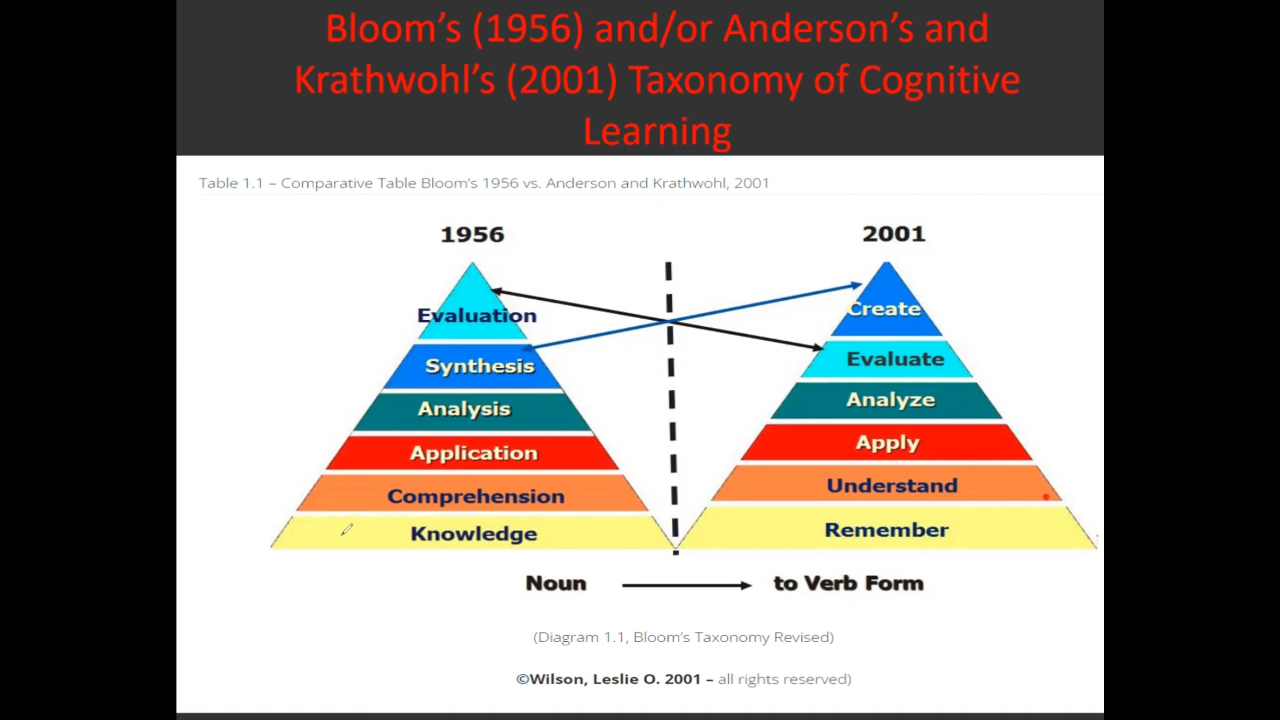 Bloom’s (1956) and/or Anderson’s and
Krathwohl’s (2001) Taxonomy of Cognitive
Learning
Table 1.1 – Comparative Table Bloom’s 1956 vs. Anderson and Krathwohl, 2001
1956
Evaluation
Synthesis
Analysis
Application
Comprehension
Knowledge
2001
Create
Evaluate
Analyze
Apply
Understand
Remember
Noun to Verb Form
(Diagram 1.1, Bloom’s Taxonomy Revised)
©Wilson, Leslie O. 2001 – all rights reserved)